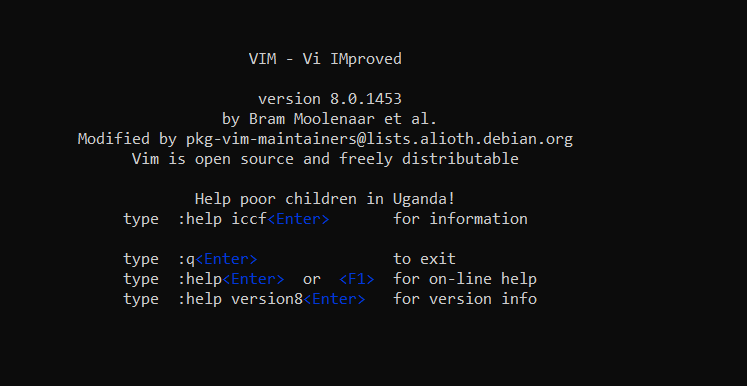 VIM - Vi IMproved
version 8.0.1453
by Bram Moolenaar et al.
Modified by pkg-vim-maintainers@lists.alioth.debian.org
Vim is open source and freely distributable
Help poor children in Uganda!
type  :help iccf<Enter>       for information
type  :q<Enter>               to exit
type  :help<Enter>  or  <F1>  for on-line help
type  :help version8<Enter>   for version info